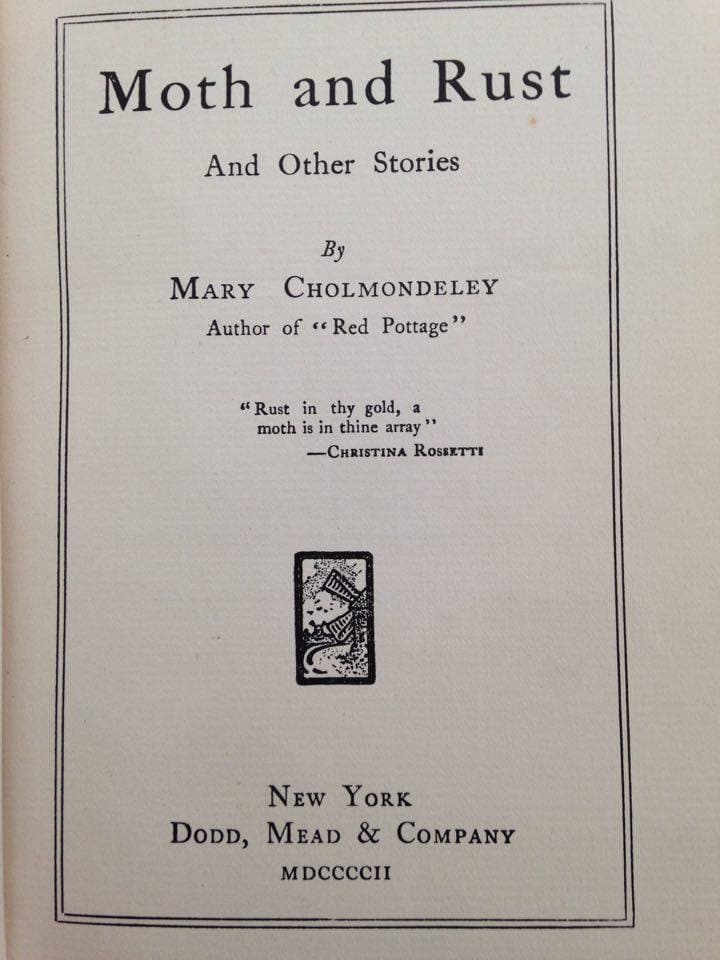 Moth and Rust
And Other Stories
By
MARY CHOLMONDELEY
Author of “Red Pottage”
“Rust in thy gold, a
moth is in thine array”
—CHRISTINA ROSSETTI
NEW YORK
DODD, MEAD & COMPANY
MDCCCCII